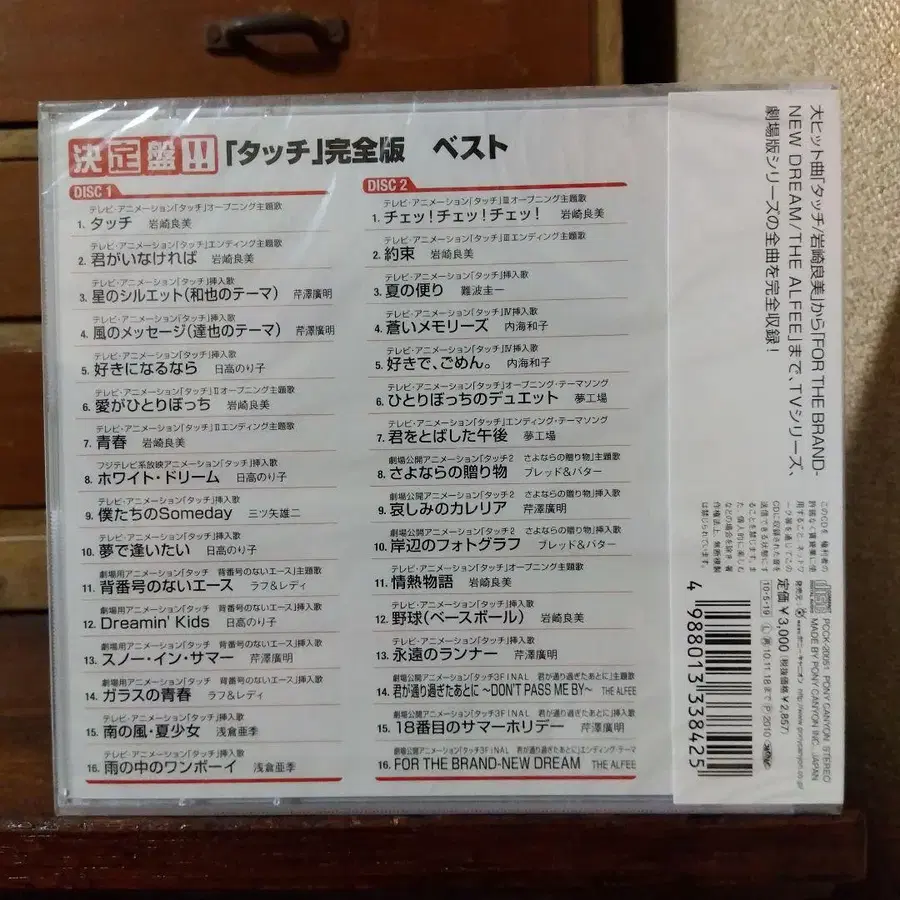 決定盤!! 「タッチ」完全版 ベスト
DISC 1
テレビ・アニメーション「タッチ」オープニング主題歌
1. タッチ 岩崎良美
テレビ・アニメーション「タッチ」エンディング主題歌
2. 君がいなければ 岩崎良美
テレビ・アニメーション「タッチ」挿入歌
3. 星のシルエット(和也のテーマ) 芹澤廣明
テレビ・アニメーション「タッチ」挿入歌
4. 風のメッセージ(達也のテーマ) 芹澤廣明
テレビ・アニメーション「タッチ」挿入歌
5. 好きになるなら 日高のり子
テレビ・アニメーション「タッチ」Ⅱオープニング主題歌
6. 愛がひとりぼっち 岩崎良美
テレビ・アニメーション「タッチ」Ⅱエンディング主題歌
7. 青春 岩崎良美
フジテレビ系放映アニメーション「タッチ」挿入歌
8. ホワイト・ドリーム 日高のり子
テレビ・アニメーション「タッチ」挿入歌
9. 僕たちのSomeday 三ツ矢雄二
テレビ・アニメーション「タッチ」挿入歌
10. 夢で逢いたい 日高のり子
劇場用アニメーション「タッチ 背番号のないエース」主題歌
11. 背番号のないエース ラフ&レディ
劇場用アニメーション「タッチ 背番号のないエース」挿入歌
12. Dreamin' Kids 日高のり子
劇場用アニメーション「タッチ 背番号のないエース」挿入歌
13. スノー・イン・サマー 芹澤廣明
劇場用アニメーション「タッチ 背番号のないエース」挿入歌
14. ガラスの青春 ラフ&レディ
テレビ・アニメーション「タッチ」挿入歌
15. 南の風・夏少女 浅倉亜季
テレビ・アニメーション「タッチ」挿入歌
16. 雨の中のワンボーイ 浅倉亜季
DISC 2
テレビ・アニメーション「タッチ」Ⅲオープニング主題歌
1. チェッ!チェッ!チェッ! 岩崎良美
テレビ・アニメーション「タッチ」Ⅲエンディング主題歌
2. 約束 岩崎良美
テレビ・アニメーション「タッチ」挿入歌
3. 夏の便り 難波圭一
テレビ・アニメーション「タッチ」Ⅳ挿入歌
4. 蒼いメモリーズ 内海和子
テレビ・アニメーション「タッチ」Ⅳ挿入歌
5. 好きで、ごめん。 内海和子
テレビ・アニメーション「タッチ」オープニング・テーマソング
6. ひとりぼっちのデュエット 夢工場
テレビ・アニメーション「タッチ」エンディング・テーマソング
7. 君をとばした午後 夢工場
劇場公開アニメーション「タッチ2 さよならの贈り物」主題歌
8. さよならの贈り物 ブレッド&バター
劇場公開アニメーション「タッチ2 さよならの贈り物」挿入歌
9. 哀しみのカレリア 芹澤廣明
劇場公開アニメーション「タッチ2 さよならの贈り物」挿入歌
10. 岸辺のフォトグラフ ブレッド&バター
テレビ・アニメーション「タッチ」オープニング主題歌
11. 情熱物語 岩崎良美
テレビ・アニメーション「タッチ」挿入歌
12. 野球(ベースボール) 岩崎良美
テレビ・アニメーション「タッチ」挿入歌
13. 永遠のランナー 芹澤廣明
劇場公開アニメーション「タッチ3FINAL 君が通り過ぎたあとに」主題歌
14. 君が通り過ぎたあとに 〜DON'T PASS ME BY〜 THE ALFEE
劇場公開アニメーション「タッチ3FINAL 君が通り過ぎたあとに」挿入歌
15. 18番目のサマーホリデー 芹澤廣明
劇場公開アニメーション「タッチ3FINAL 君が通り過ぎたあとに」エンディング・テーマ
16. FOR THE BRAND-NEW DREAM THE ALFEE
大ヒット曲「タッチ/岩崎良美」から「FOR THE BRAND-
NEW DREAM/THE ALFEE」まで、TVシリーズ、
劇場版シリーズの全曲を完全収録!
PCCK-20051 PONY CANYON STEREO
MADE BY PONY CANYON INC., JAPAN
http://www.ponycanyon.co.jp
定価¥3,000(税抜価格¥2,857)
10・5・19 Ⓛ再10.11.18まで Ⓟ2010
4 988013 338425